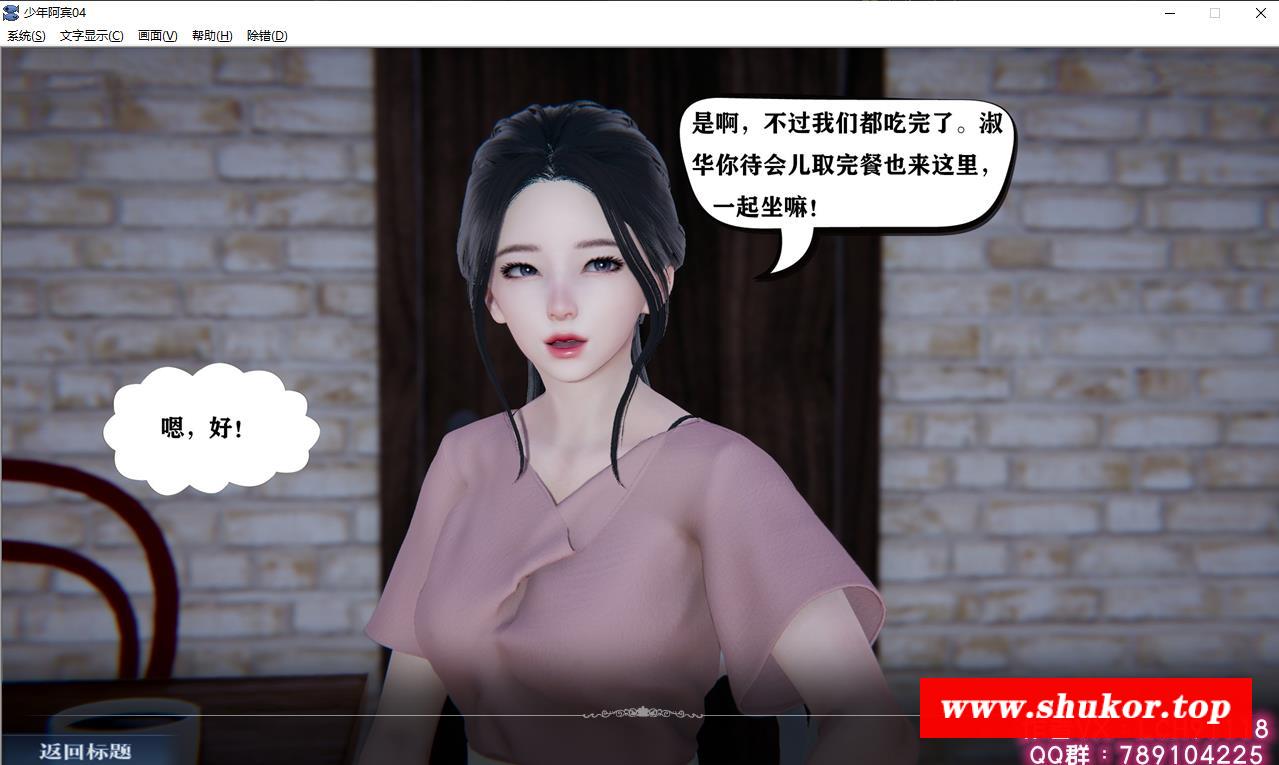 少年阿宾04
系统(S) 文字显示(C) 画面(V) 帮助(H) 除错(D)
是啊，不过我们都吃完了。淑
华你待会儿取完餐也来这里，
一起坐嘛！
嗯，好！
www.shukor.top
返回标题
QQ群：789104225